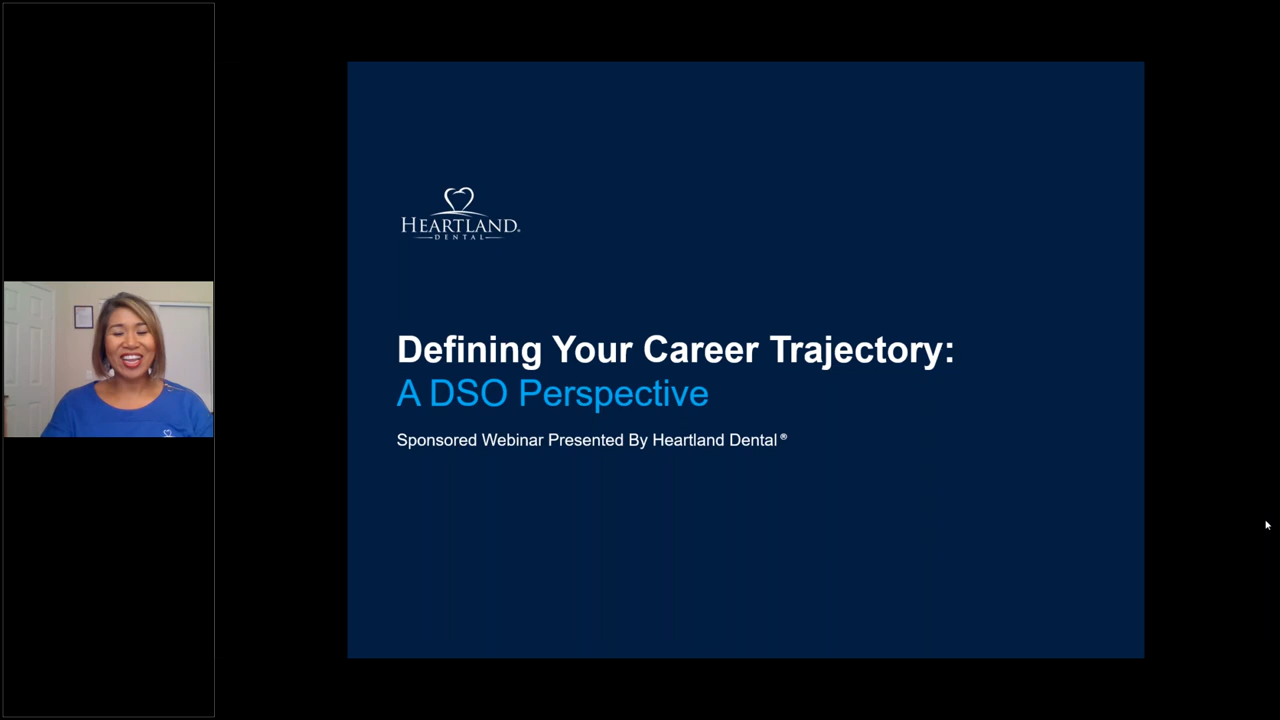 HEARTLAND®
DENTAL
Defining Your Career Trajectory:
A DSO Perspective
Sponsored Webinar Presented By Heartland Dental®